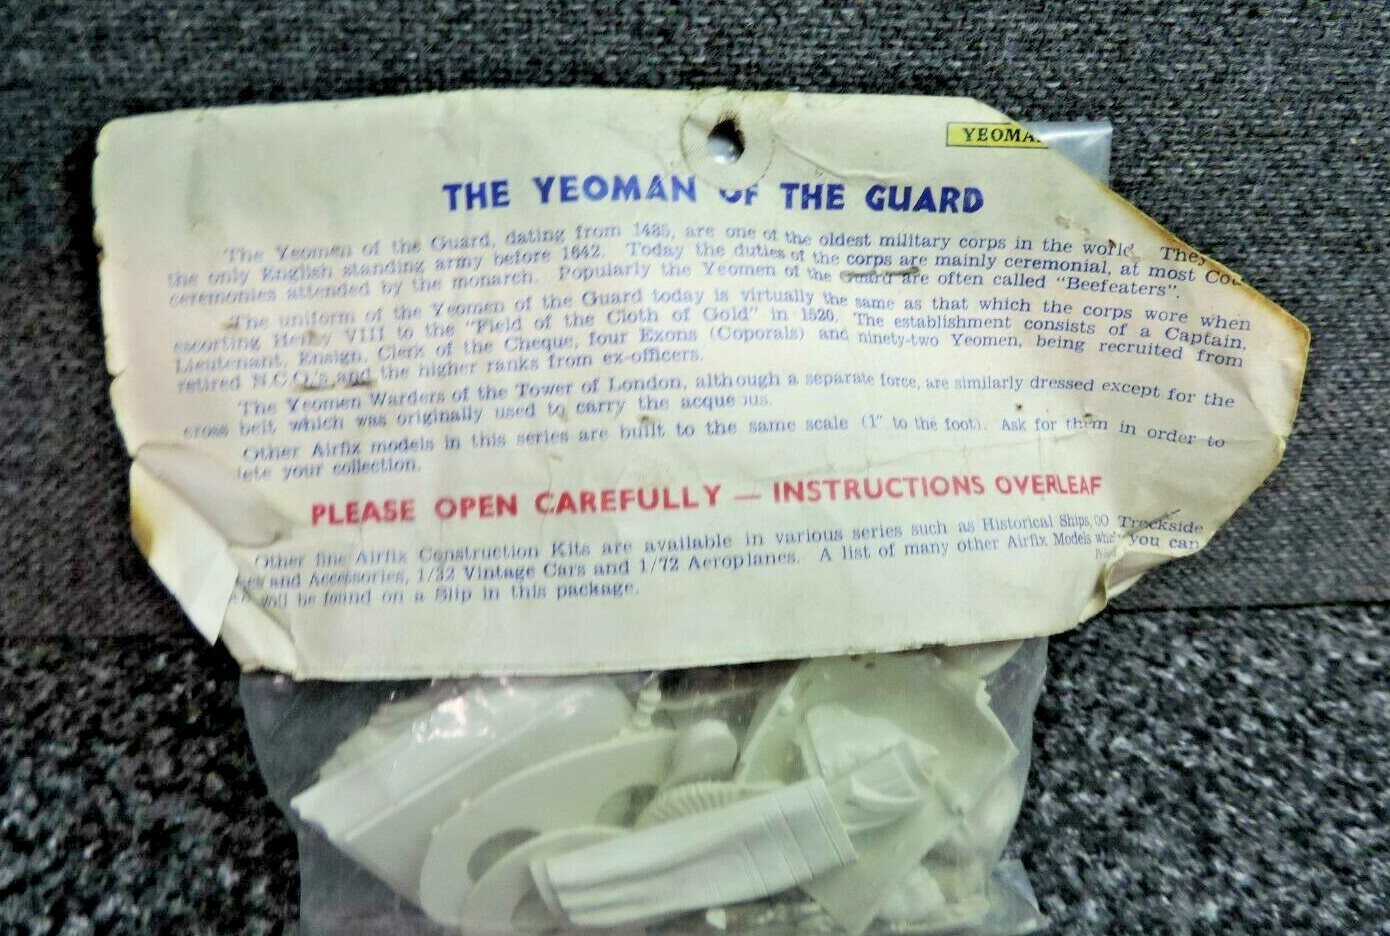 YEOMA
THE YEOMAN OF THE GUARD
The Yeomen of the Guard, dating from 1485, are one of the oldest military corps in the world. They
the only English standing army before 1642. Today the duties of the corps are mainly ceremonial, at most Cou
ceremonies attended by the monarch. Popularly the Yeomen of the Guard are often called "Beefeaters".
The uniform of the Yeomen of the Guard today is virtually the same as that which the corps wore when
escorting Henry VIII to the "Field of the Cloth of Gold" in 1520. The establishment consists of a Captain,
Lieutenant, Ensign, Clerk of the Cheque, four Exons (Coporals) and ninety-two Yeomen, being recruited from
retired N.C.O.'s and the higher ranks from ex-officers.
The Yeomen Warders of the Tower of London, although a separate force, are similarly dressed except for the
cross belt which was originally used to carry the acque us.
Other Airfix models in this series are built to the same scale (1" to the foot). Ask for them in order to
lete your collection.
PLEASE OPEN CAREFULLY — INSTRUCTIONS OVERLEAF
Other fine Airfix Construction Kits are available in various series such as Historical Ships, OO Trackside
and Accessories, 1/32 Vintage Cars and 1/72 Aeroplanes. A list of many other Airfix Models which you can
will be found on a Slip in this package.